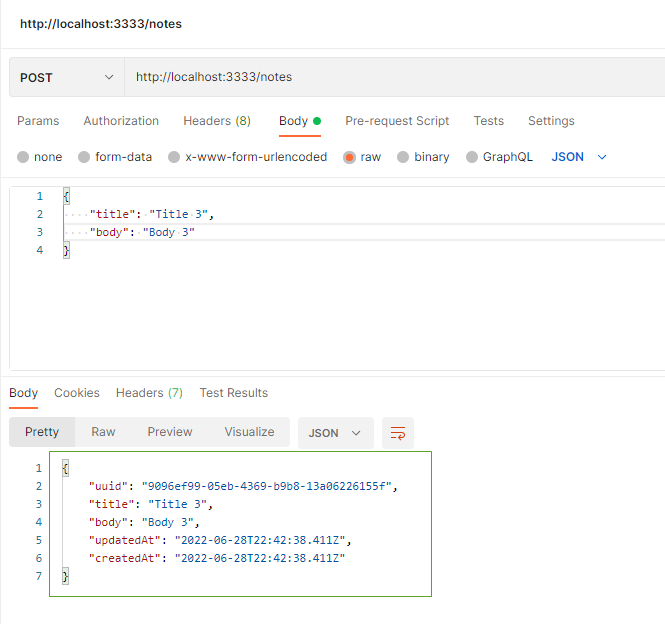 http://localhost:3333/notes
POST http://localhost:3333/notes
Params Authorization Headers (8) Body Pre-request Script Tests Settings
none form-data x-www-form-urlencoded raw binary GraphQL JSON
1 {
2 "title": "Title 3",
3 "body": "Body 3"
4 }
Body Cookies Headers (7) Test Results
Pretty Raw Preview Visualize JSON
1 {
2 "uuid": "9096ef99-05eb-4369-b9b8-13a06226155f",
3 "title": "Title 3",
4 "body": "Body 3",
5 "updatedAt": "2022-06-28T22:42:38.411Z",
6 "createdAt": "2022-06-28T22:42:38.411Z"
7 }